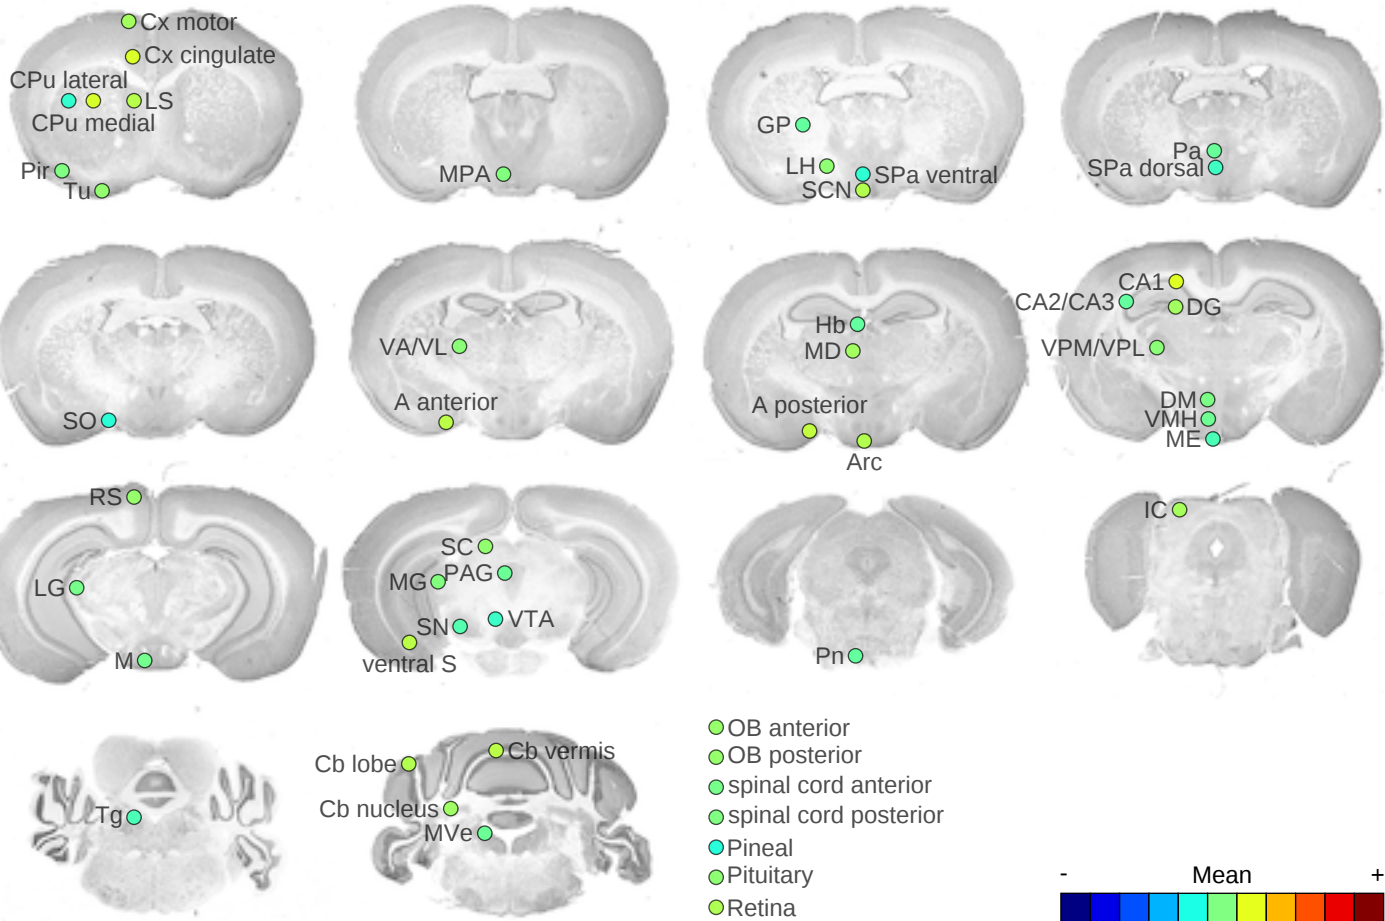 Cx motor
Cx cingulate
CPu lateral
LS
CPu medial
Pir
Tu
MPA
GP
LH
SPa ventral
SCN
Pa
SPa dorsal
SO
VA/VL
A anterior
Hb
MD
A posterior
Arc
CA1
CA2/CA3
DG
VPM/VPL
DM
VMH
ME
RS
LG
M
SC
MG
PAG
SN
VTA
ventral S
Pn
IC
Tg
Cb lobe
Cb vermis
Cb nucleus
MVe
OB anterior
OB posterior
spinal cord anterior
spinal cord posterior
Pineal
Pituitary
Retina
- Mean +